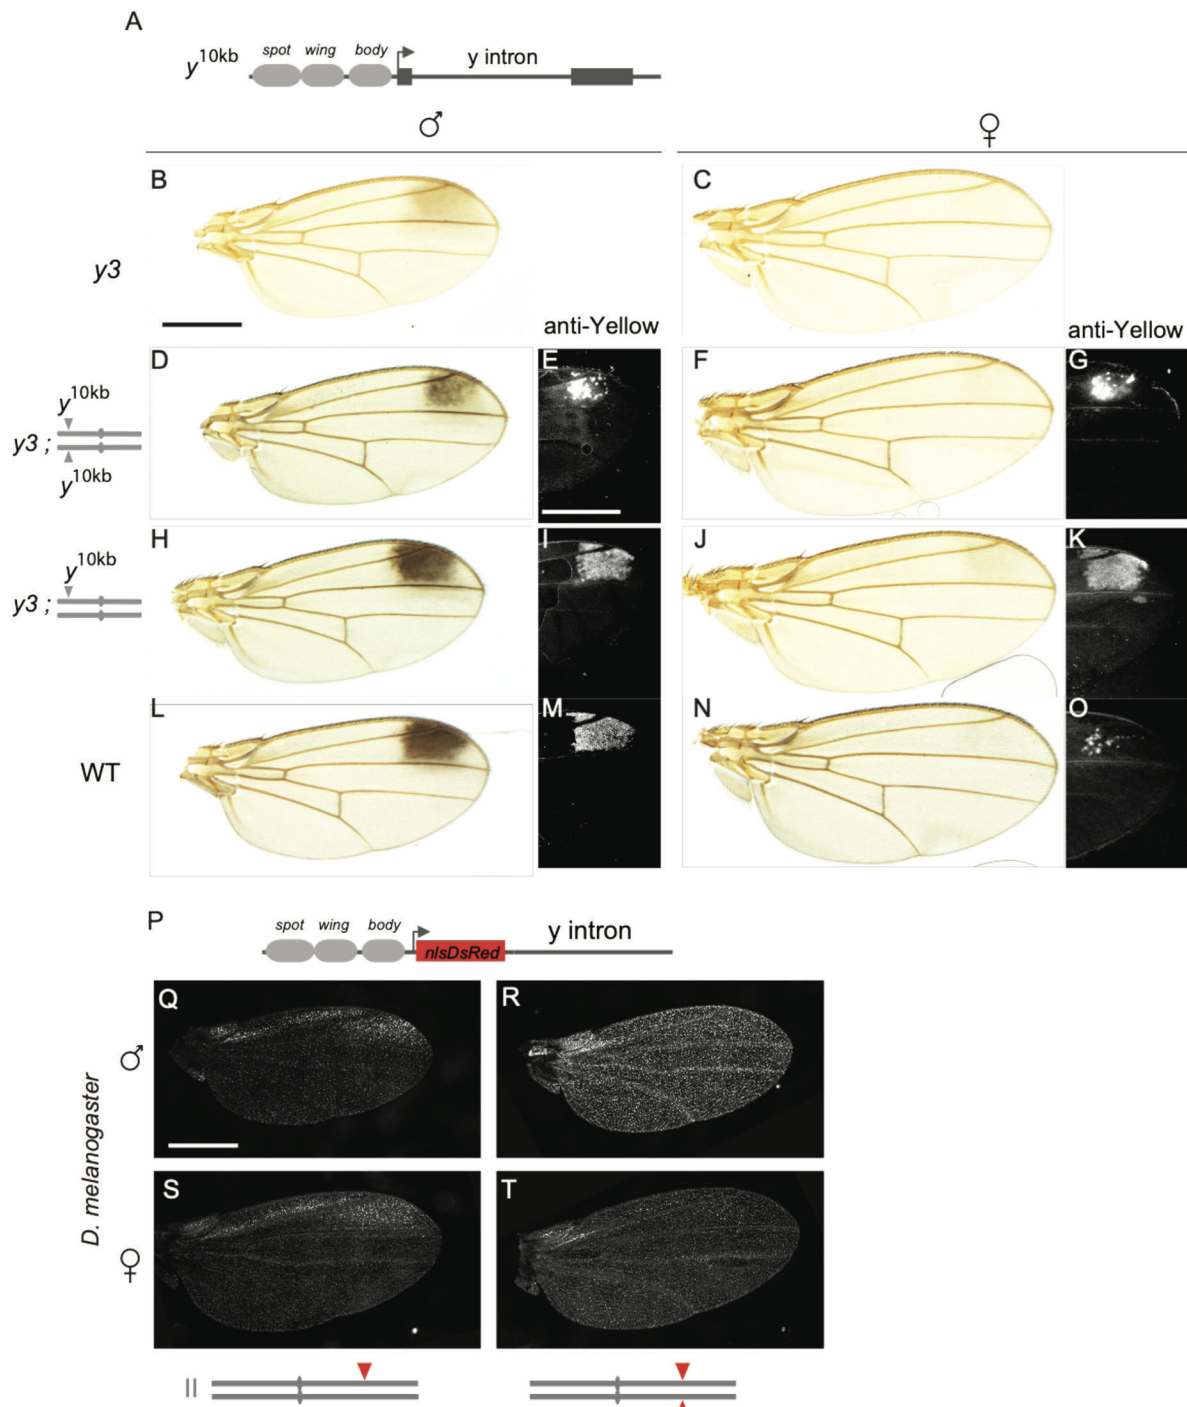 A
y10kb spot wing body y intron
♂ ♀
B C
y3
anti-Yellow anti-Yellow
D E F G
y10kb
y3 ;
y10kb
H I J K
y10kb
y3 ;
L M N O
WT
P
spot wing body y intron
nlsDsRed
Q R
♂
D. melanogaster
S T
♀
II